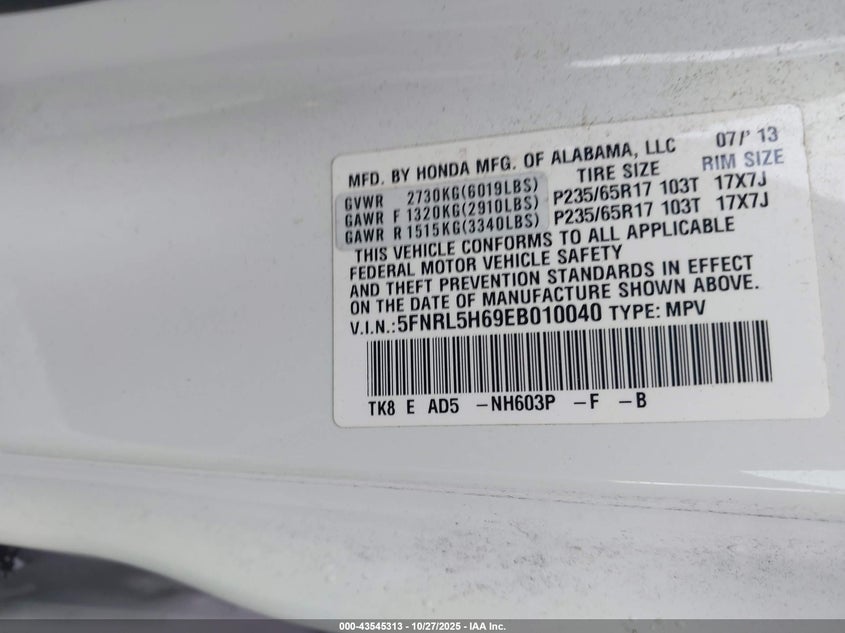 MFD. BY HONDA MFG. OF ALABAMA, LLC 07/' 13
TIRE SIZE RIM SIZE
GVWR 2730KG(6019LBS)
GAWR F 1320KG(2910LBS) P235/65R17 103T 17X7J
GAWR R 1515KG(3340LBS) P235/65R17 103T 17X7J
THIS VEHICLE CONFORMS TO ALL APPLICABLE
FEDERAL MOTOR VEHICLE SAFETY
AND THEFT PREVENTION STANDARDS IN EFFECT
ON THE DATE OF MANUFACTURE SHOWN ABOVE.
V.I.N.:5FNRL5H69EB010040 TYPE: MPV
TK8 E AD5 -NH603P -F -B
000-43545313 - 10/27/2025 - IAA Inc.